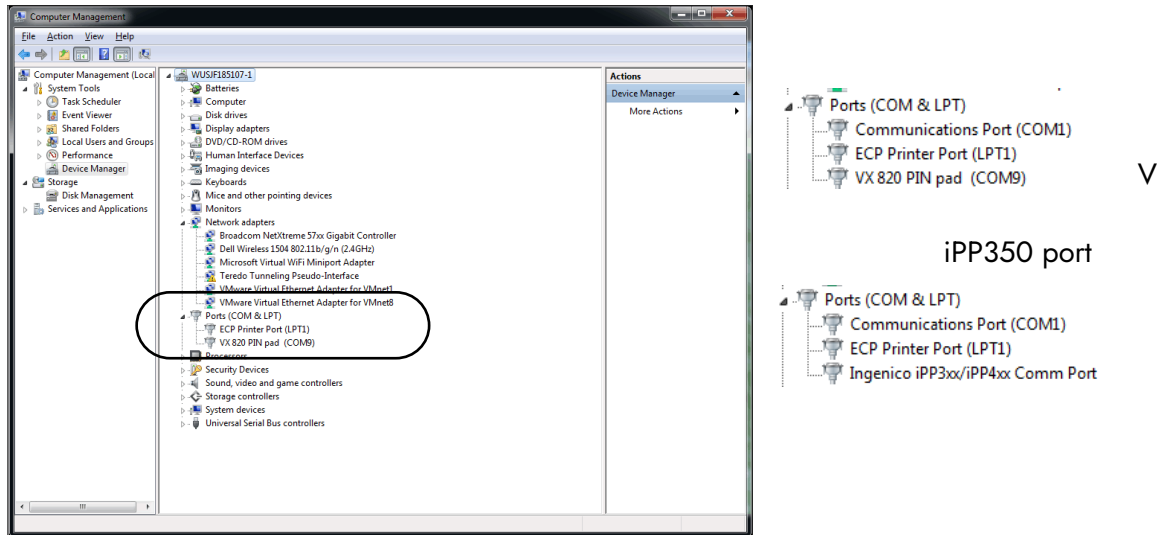 Computer Management
File Action View Help
Computer Management (Local
System Tools
Task Scheduler
Event Viewer
Shared Folders
Local Users and Groups
Performance
Device Manager
Storage
Disk Management
Services and Applications
WUSJF185107-1
Batteries
Computer
Disk drives
Display adapters
DVD/CD-ROM drives
Human Interface Devices
Imaging devices
Keyboards
Mice and other pointing devices
Monitors
Network adapters
Broadcom NetXtreme 57xx Gigabit Controller
Dell Wireless 1504 802.11b/g/n (2.4GHz)
Microsoft Virtual WiFi Miniport Adapter
Teredo Tunneling Pseudo-Interface
VMware Virtual Ethernet Adapter for VMnet1
VMware Virtual Ethernet Adapter for VMnet8
Ports (COM & LPT)
ECP Printer Port (LPT1)
VX 820 PIN pad (COM9)
Processors
Security Devices
Sound, video and game controllers
Storage controllers
System devices
Universal Serial Bus controllers
Actions
Device Manager
More Actions
Ports (COM & LPT)
Communications Port (COM1)
ECP Printer Port (LPT1)
VX 820 PIN pad (COM9)
V
iPP350 port
Ports (COM & LPT)
Communications Port (COM1)
ECP Printer Port (LPT1)
Ingenico iPP3xx/iPP4xx Comm Port